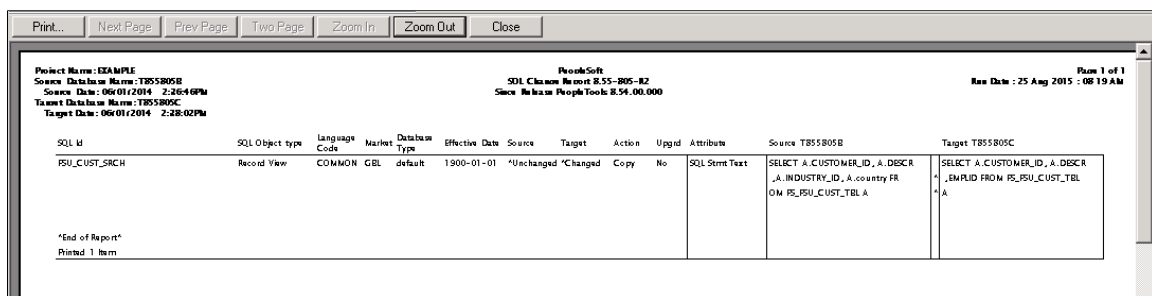 Print... Next Page Prev Page Two Page Zoom In Zoom Out Close
Project Name: EXAMPLE PeopleSoft Page 1 of 1
Source Database Name: T855805B SQL Change Report 8.55-805-R2 Run Date : 25 Aug 2015 : 08 19 AM
Source Date: 06/01/2014 2:26:46PM Since Release PeopleTools 8.54.00.000
Target Database Name: T855805C
Target Date: 06/01/2014 2:28:02PM
SQL Id SQL Object type Language Code Market Database Type Effective Date Source Target Action Upgrd Attribute Source T855805B Target T855805C
FSU_CUST_SRCH Record View COMMON GBL default 1900-01-01 *Unchanged *Changed Copy No SQL Stmt Text SELECT A.CUSTOMER_ID, A.DESCR SELECT A.CUSTOMER_ID, A.DESCR
,A.INDUSTRY_ID, A.country FR * ,EMPLID FROM PS_FSU_CUST_TBL
OM PS_FSU_CUST_TBL A * A
*End of Report*
Printed 1 Item